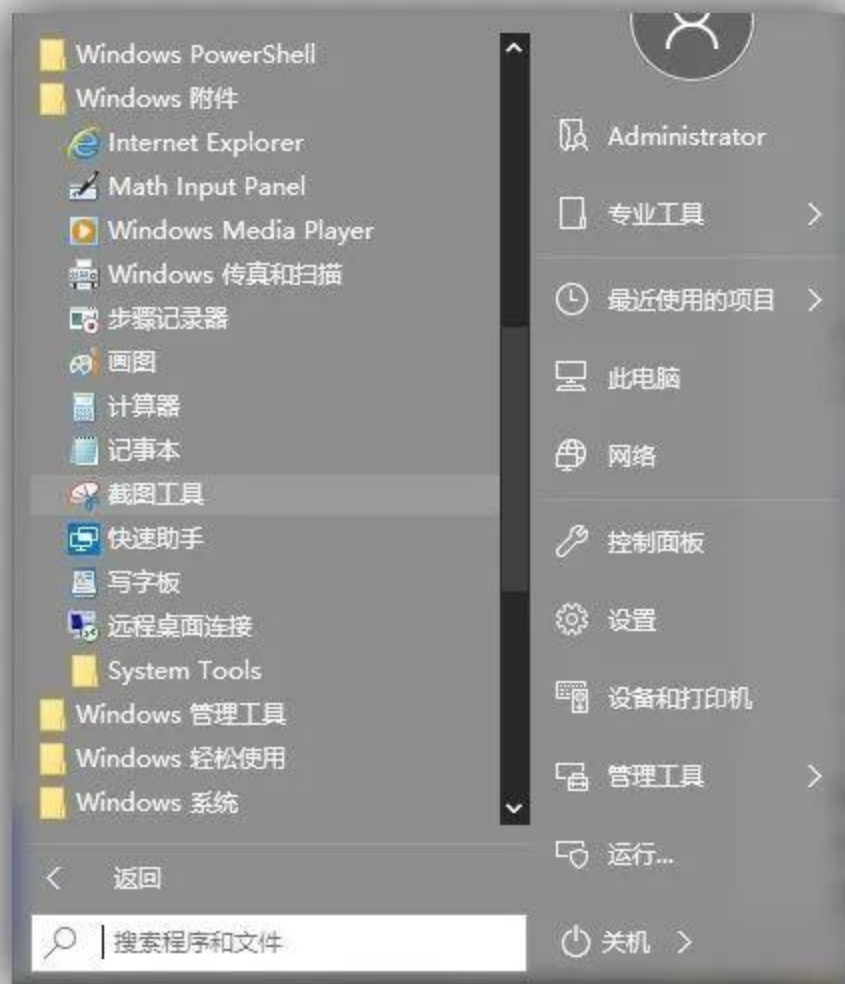 Windows PowerShell
Windows 附件
Internet Explorer
Math Input Panel
Windows Media Player
Windows 传真和扫描
步骤记录器
画图
计算器
记事本
截图工具
快速助手
写字板
远程桌面连接
System Tools
Windows 管理工具
Windows 轻松使用
Windows 系统
返回
搜索程序和文件
Administrator
专业工具
最近使用的项目
此电脑
网络
控制面板
设置
设备和打印机
管理工具
运行...
关机